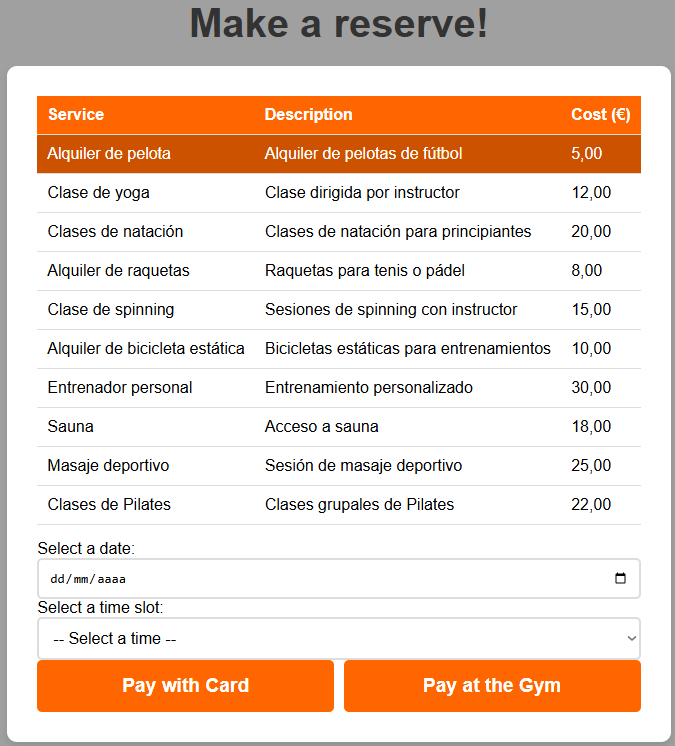 Make a reserve!
Service Description Cost (€)
Alquiler de pelota Alquiler de pelotas de fútbol 5,00
Clase de yoga Clase dirigida por instructor 12,00
Clases de natación Clases de natación para principiantes 20,00
Alquiler de raquetas Raquetas para tenis o pádel 8,00
Clase de spinning Sesiones de spinning con instructor 15,00
Alquiler de bicicleta estática Bicicletas estáticas para entrenamientos 10,00
Entrenador personal Entrenamiento personalizado 30,00
Sauna Acceso a sauna 18,00
Masaje deportivo Sesión de masaje deportivo 25,00
Clases de Pilates Clases grupales de Pilates 22,00
Select a date:
dd/mm/aaaa
Select a time slot:
-- Select a time --
Pay with Card Pay at the Gym